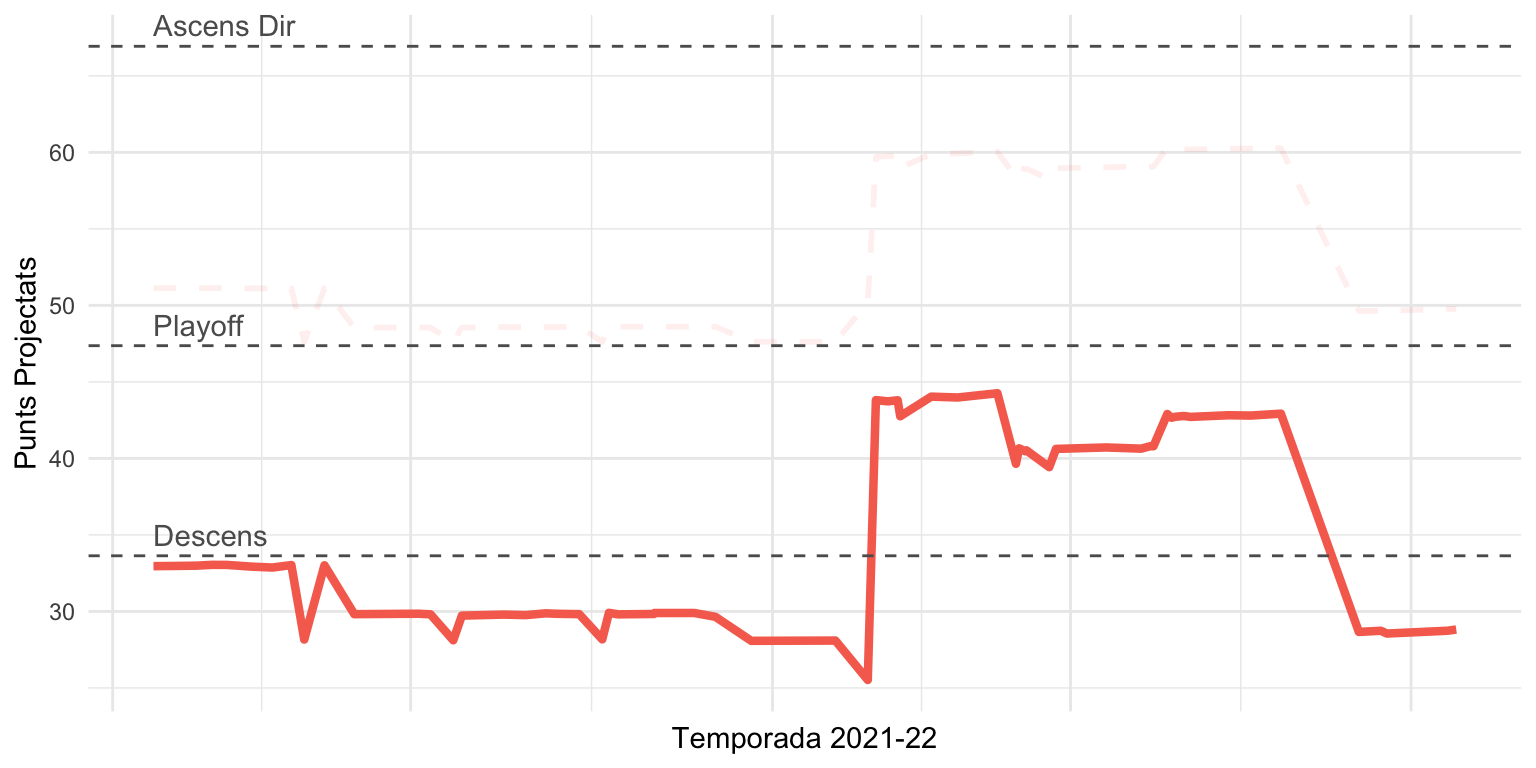 Ascens Dir
60
50
Playoff
40
Descens
30
Punts Projectats
Temporada 2021-22